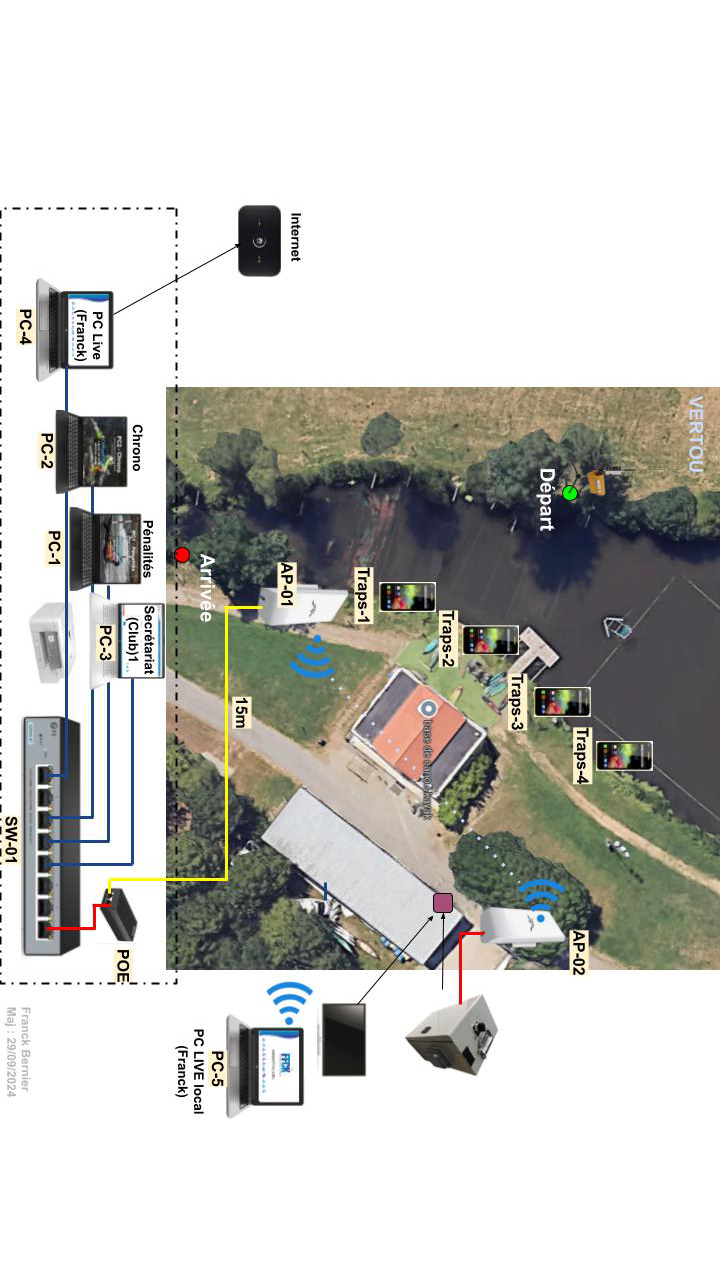 VERTOU
Départ
Traps-4
Traps-3
Traps-2
Traps-1
AP-01
AP-02
Arrivée
base de canoë kayak
15m
Internet
PC Live
(Franck)
PC-4
Chrono
PC-2
Pénalités
PC-1
Secrétariat
(Club)1
PC-3
SW-01
POE
FFCK
PC-5
PC LIVE local
(Franck)
Franck Bernier
Maj : 29/09/2024